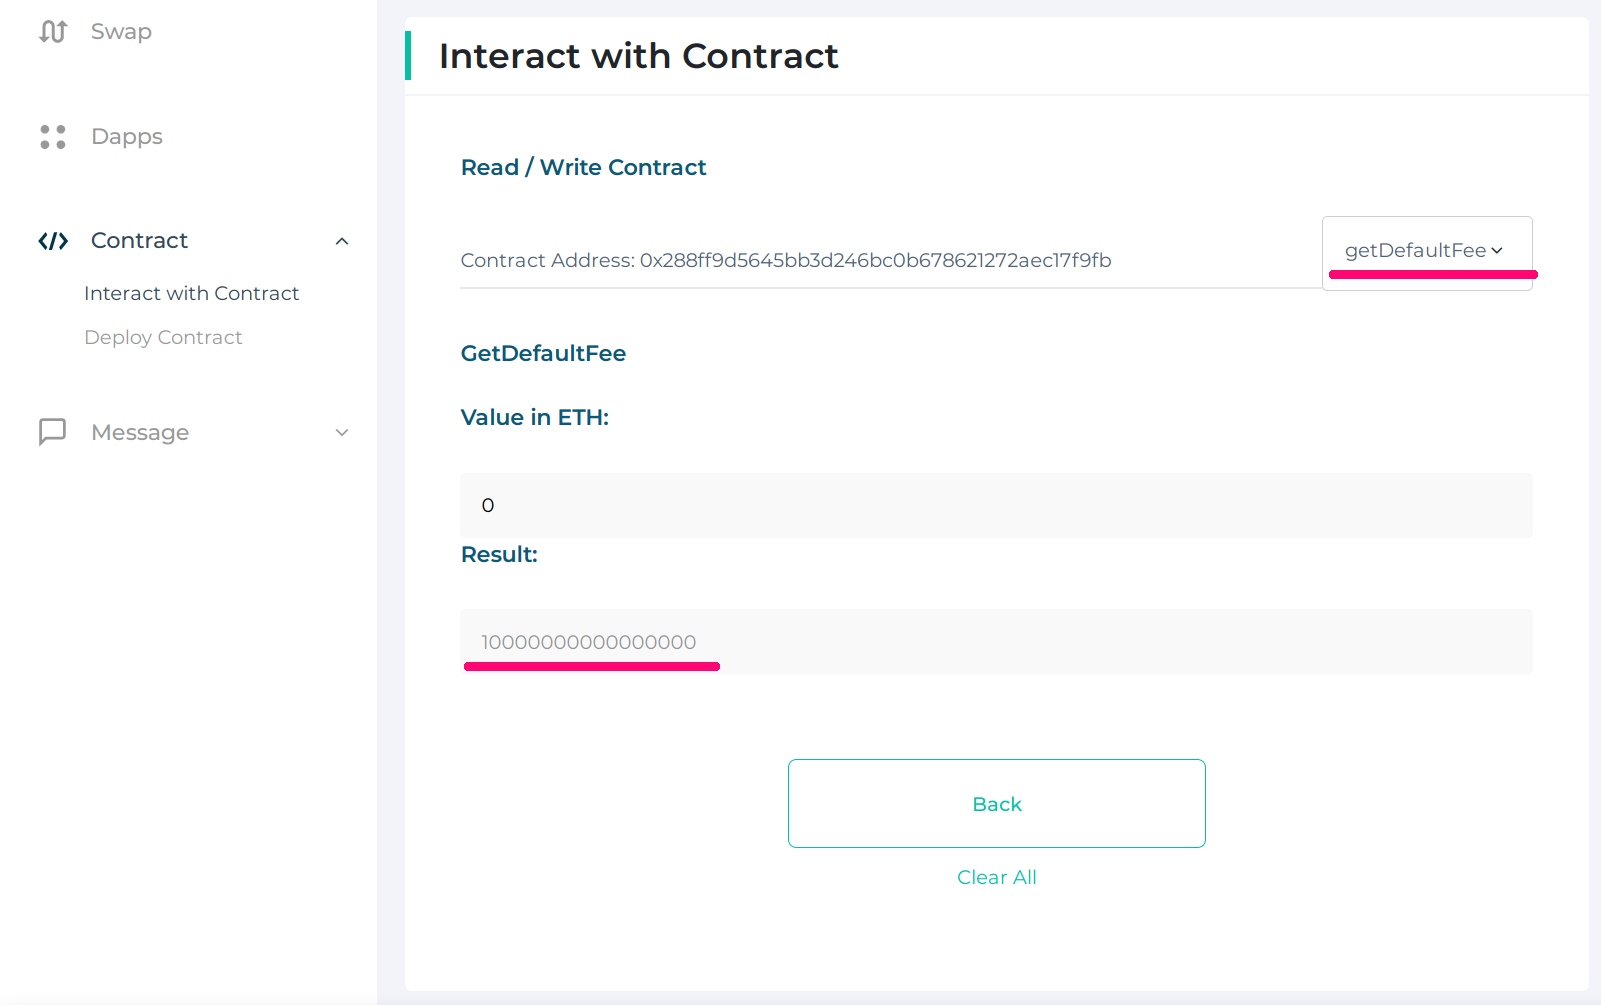 Swap
Dapps
Contract
Interact with Contract
Deploy Contract
Message
Interact with Contract
Read / Write Contract
Contract Address: 0x288ff9d5645bb3d246bc0b678621272aec17f9fb
getDefaultFee
GetDefaultFee
Value in ETH:
0
Result:
10000000000000000
Back
Clear All